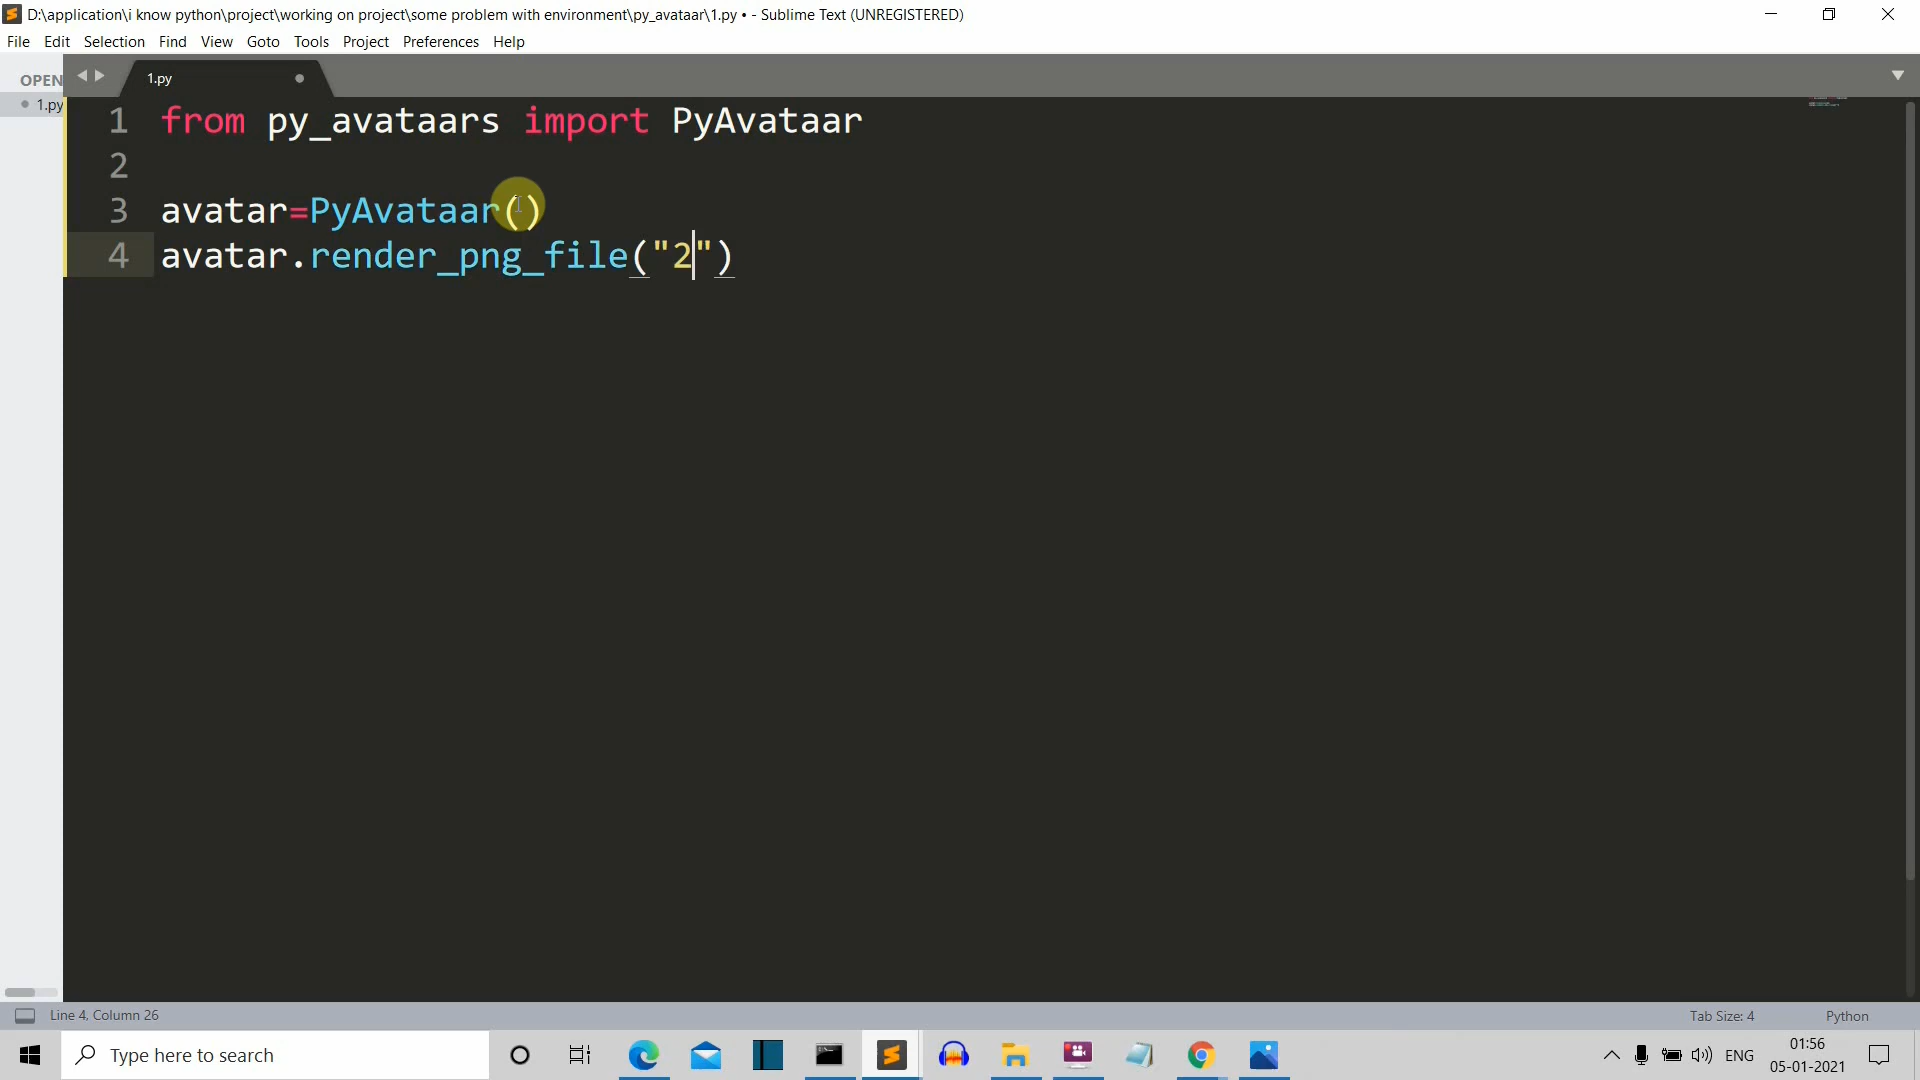 D:\application\i know python\project\working on project\some problem with environment\py_avataar\1.py • - Sublime Text (UNREGISTERED)
File Edit Selection Find View Goto Tools Project Preferences Help
OPEN
1.py
1.py
1 from py_avataars import PyAvataar
2
3 avatar=PyAvataar()
4 avatar.render_png_file("2")
Line 4, Column 26
Tab Size: 4
Python
Type here to search
ENG
01:56
05-01-2021